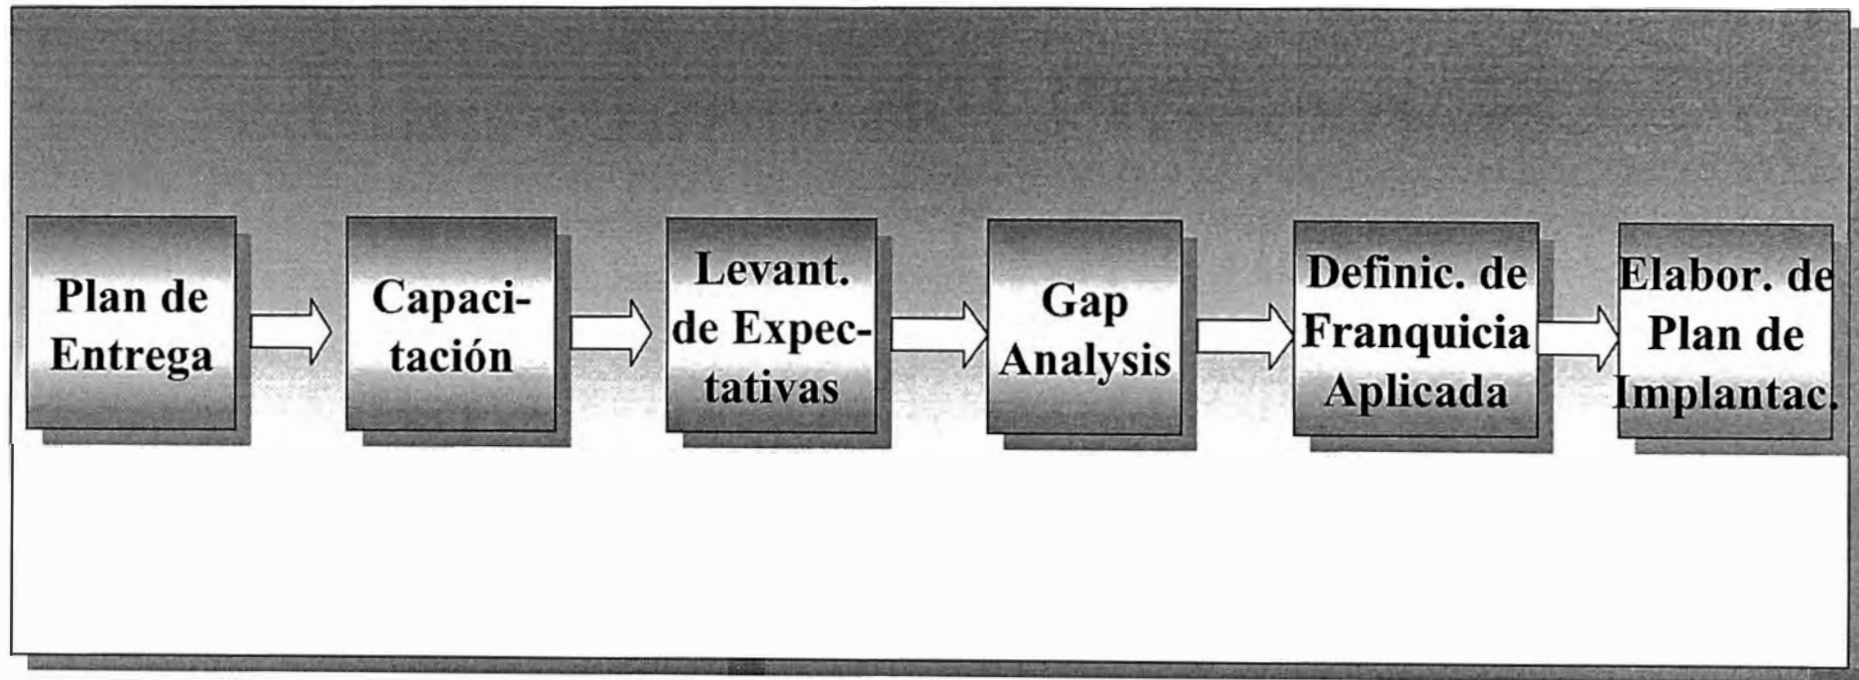 Plan de
Entrega
Capaci-
tación
Levant.
de Expec-
tativas
Gap
Analysis
Definic. de
Franquicia
Aplicada
Elabor. de
Plan de
Implantac.